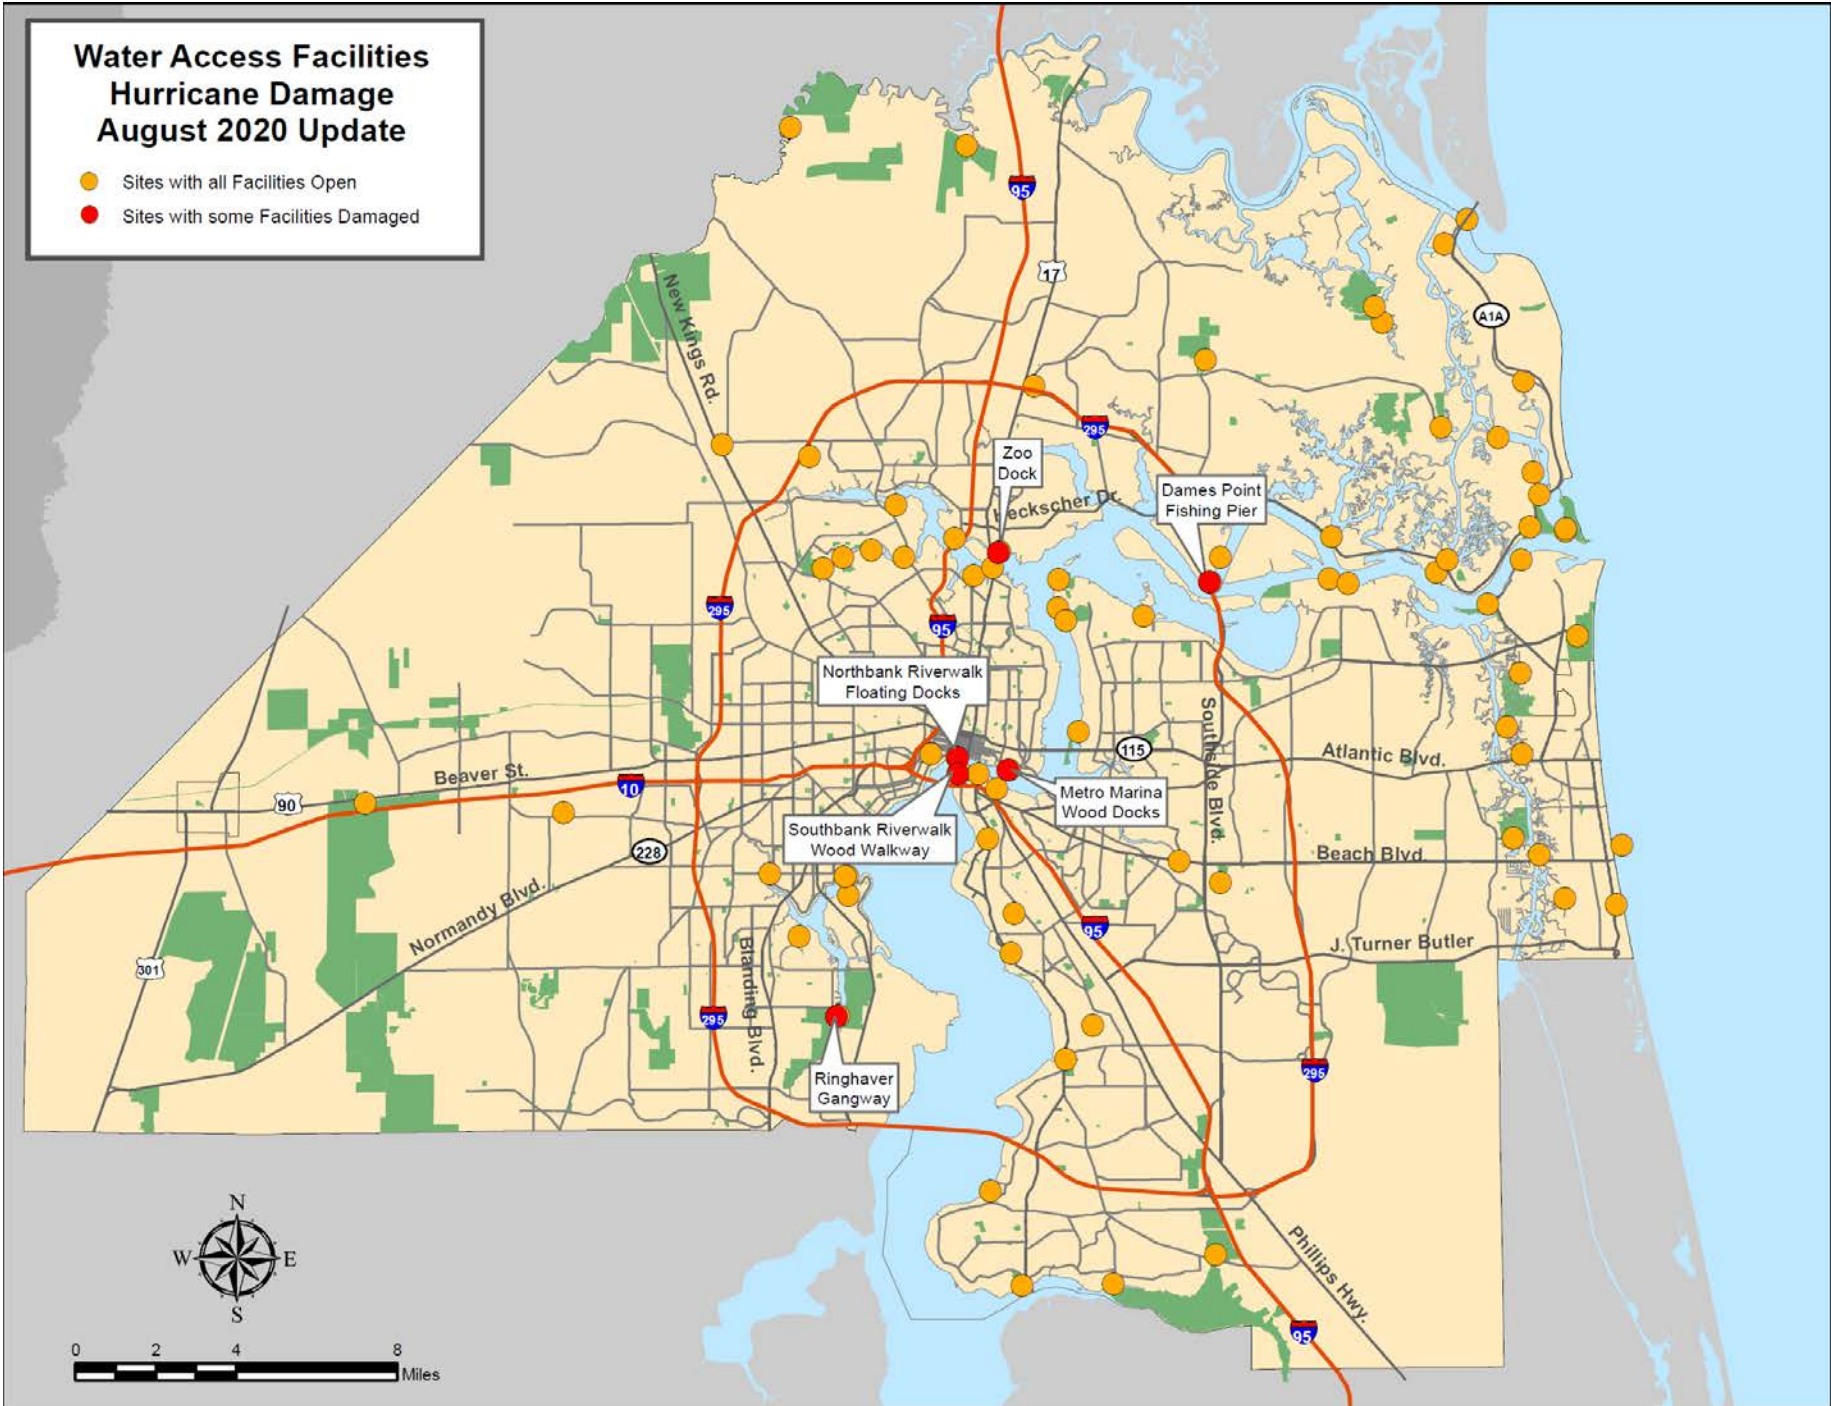 Water Access Facilities
Hurricane Damage
August 2020 Update
Sites with all Facilities Open
Sites with some Facilities Damaged
95
17
New Kings Rd.
A1A
295
Zoo
Dock
Heckscher Dr.
Dames Point
Fishing Pier
295
95
Northbank Riverwalk
Floating Docks
Southside Blvd.
115
Atlantic Blvd.
Beaver St.
10
90
Metro Marina
Wood Docks
Southbank Riverwalk
Wood Walkway
228
Beach Blvd
Normandy Blvd.
95
J. Turner Butler
301
Blanding Blvd.
295
295
Ringhaver
Gangway
N
W
E
S
Phillips Hwy.
95
0
2
4
8
Miles